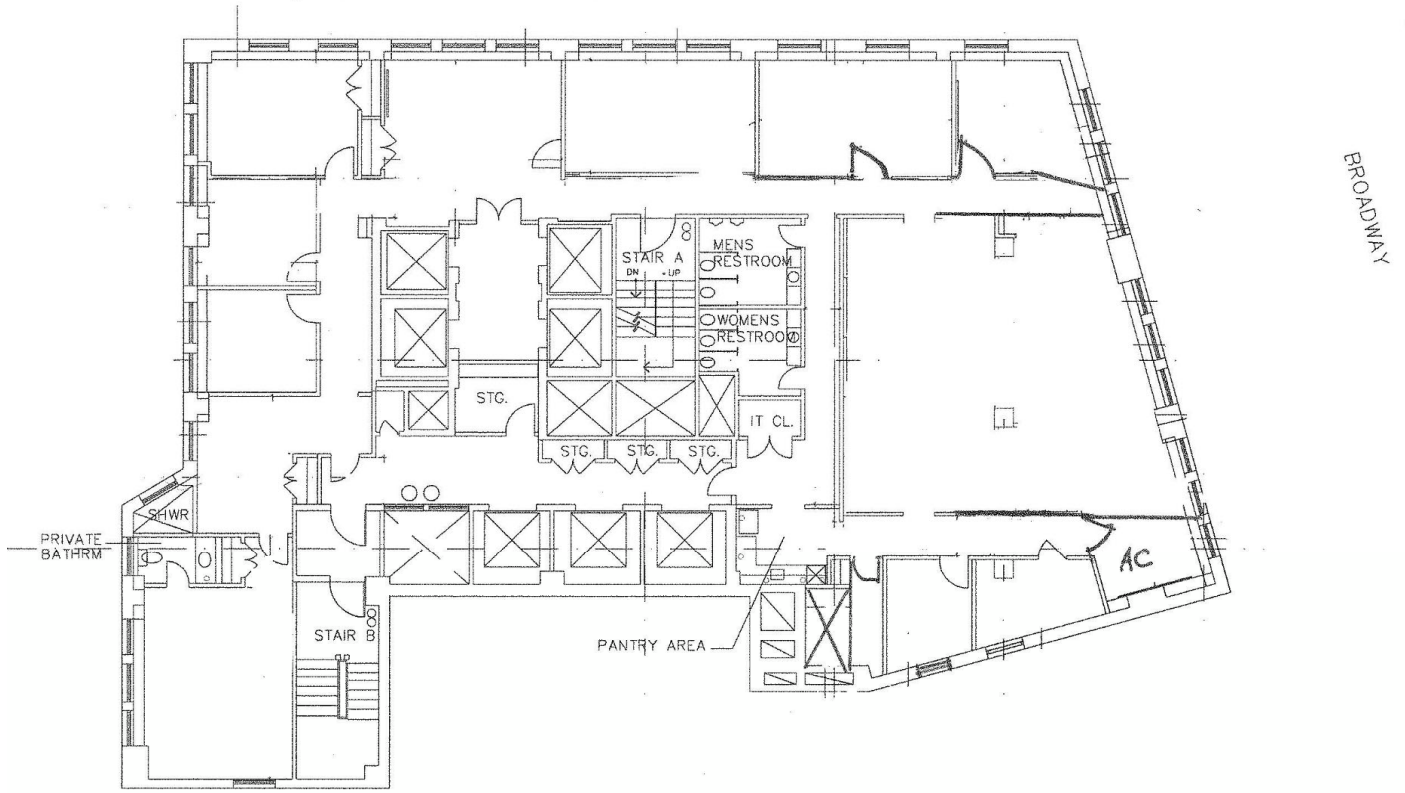 BROADWAY
STAIR A
DN
UP
MENS
RESTROOM
WOMENS
RESTROOM
STG.
IT CL.
STG.
STG.
STG.
SHWR
PRIVATE
BATHRM
AC
STAIR B
PANTRY AREA